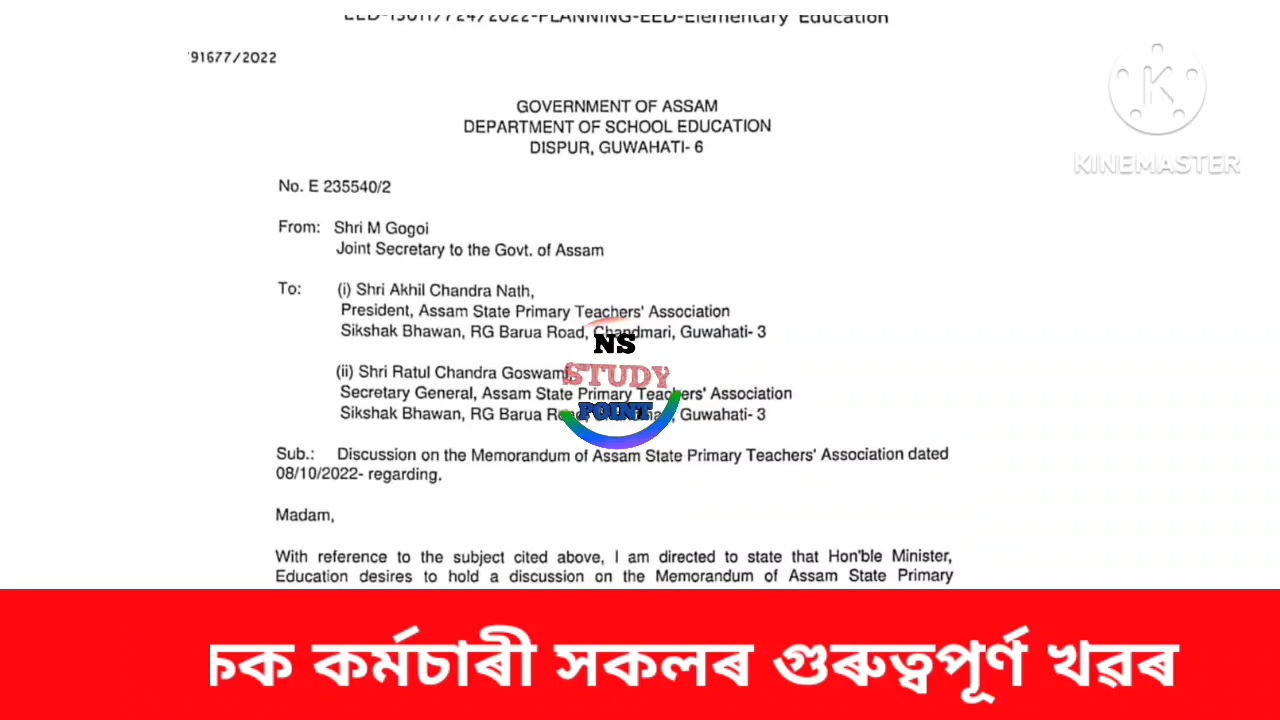 EED-15011/724/2022-PLANNING-EED-Elementary Education
91677/2022
GOVERNMENT OF ASSAM
DEPARTMENT OF SCHOOL EDUCATION
DISPUR, GUWAHATI- 6
No. E 235540/2
From: Shri M Gogoi
Joint Secretary to the Govt. of Assam
To: (i) Shri Akhil Chandra Nath,
President, Assam State Primary Teachers' Association
Sikshak Bhawan, RG Barua Road, Chandmari, Guwahati- 3
(ii) Shri Ratul Chandra Goswami,
Secretary General, Assam State Primary Teachers' Association
Sikshak Bhawan, RG Barua Road, Chandmari, Guwahati- 3
Sub.: Discussion on the Memorandum of Assam State Primary Teachers' Association dated
08/10/2022- regarding.
Madam,
With reference to the subject cited above, I am directed to state that Hon'ble Minister,
Education desires to hold a discussion on the Memorandum of Assam State Primary
NS
STUDY
POINT
KINEMASTER
কৰ্মচাৰী সকলৰ গুৰুত্বপূৰ্ণ খৱৰ